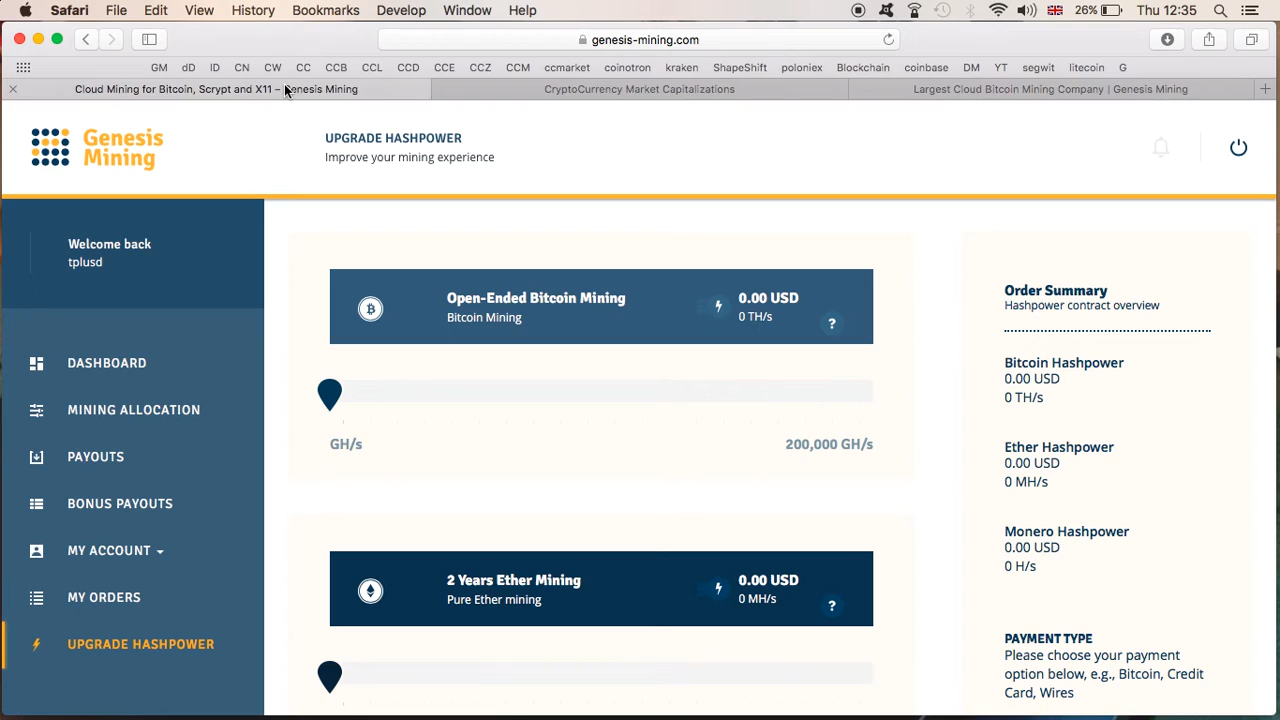 Safari File Edit View History Bookmarks Develop Window Help 26% Thu 12:35
genesis-mining.com
GM dD ID CN CW CC CCB CCL CCD CCE CCZ CCM ccmarket coinotron kraken ShapeShift poloniex Blockchain coinbase DM YT segwit litecoin G
Cloud Mining for Bitcoin, Scrypt and X11 – Genesis Mining CryptoCurrency Market Capitalizations Largest Cloud Bitcoin Mining Company | Genesis Mining
Genesis
Mining
UPGRADE HASHPOWER
Improve your mining experience
Welcome back
tplusd
DASHBOARD
MINING ALLOCATION
PAYOUTS
BONUS PAYOUTS
MY ACCOUNT
MY ORDERS
UPGRADE HASHPOWER
Open-Ended Bitcoin Mining
Bitcoin Mining
0.00 USD
0 TH/s
?
GH/s 200,000 GH/s
2 Years Ether Mining
Pure Ether mining
0.00 USD
0 MH/s
?
Order Summary
Hashpower contract overview
Bitcoin Hashpower
0.00 USD
0 TH/s
Ether Hashpower
0.00 USD
0 MH/s
Monero Hashpower
0.00 USD
0 H/s
PAYMENT TYPE
Please choose your payment
option below, e.g., Bitcoin, Credit
Card, Wires